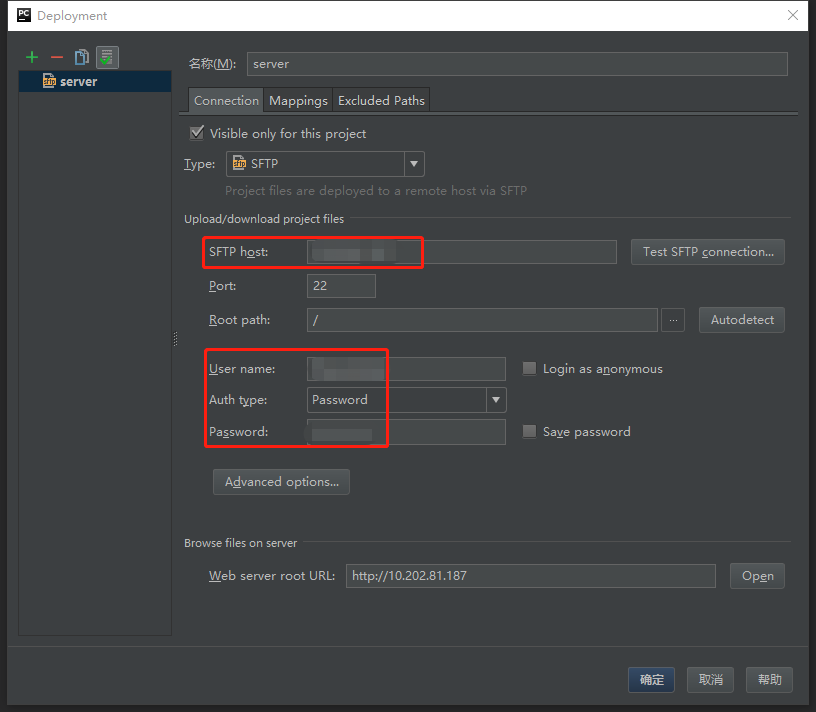 PC Deployment
名称(M): server
sftp server
Connection Mappings Excluded Paths
Visible only for this project
Type: sftp SFTP
Project files are deployed to a remote host via SFTP
Upload/download project files
SFTP host: Test SFTP connection...
Port: 22
Root path: / ... Autodetect
User name: Login as anonymous
Auth type: Password
Password: Save password
Advanced options...
Browse files on server
Web server root URL: http://10.202.81.187 Open
确定 取消 帮助